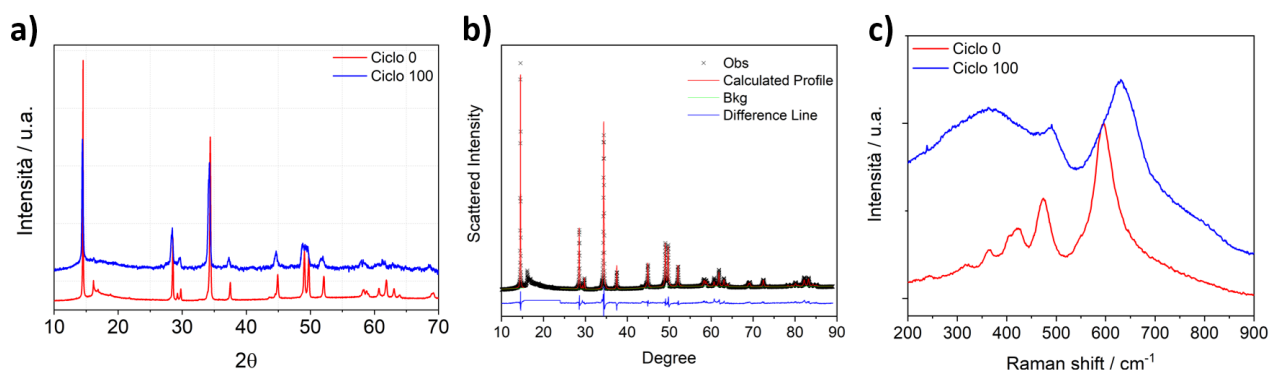 a)
Intensità / u.a.
Ciclo 0
Ciclo 100
10 20 30 40 50 60 70
2θ
b)
Scattered Intensity
Obs
Calculated Profile
Bkg
Difference Line
10 20 30 40 50 60 70 80 90
Degree
c)
Intensità / u.a.
Ciclo 0
Ciclo 100
200 300 400 500 600 700 800 900
Raman shift / cm⁻¹